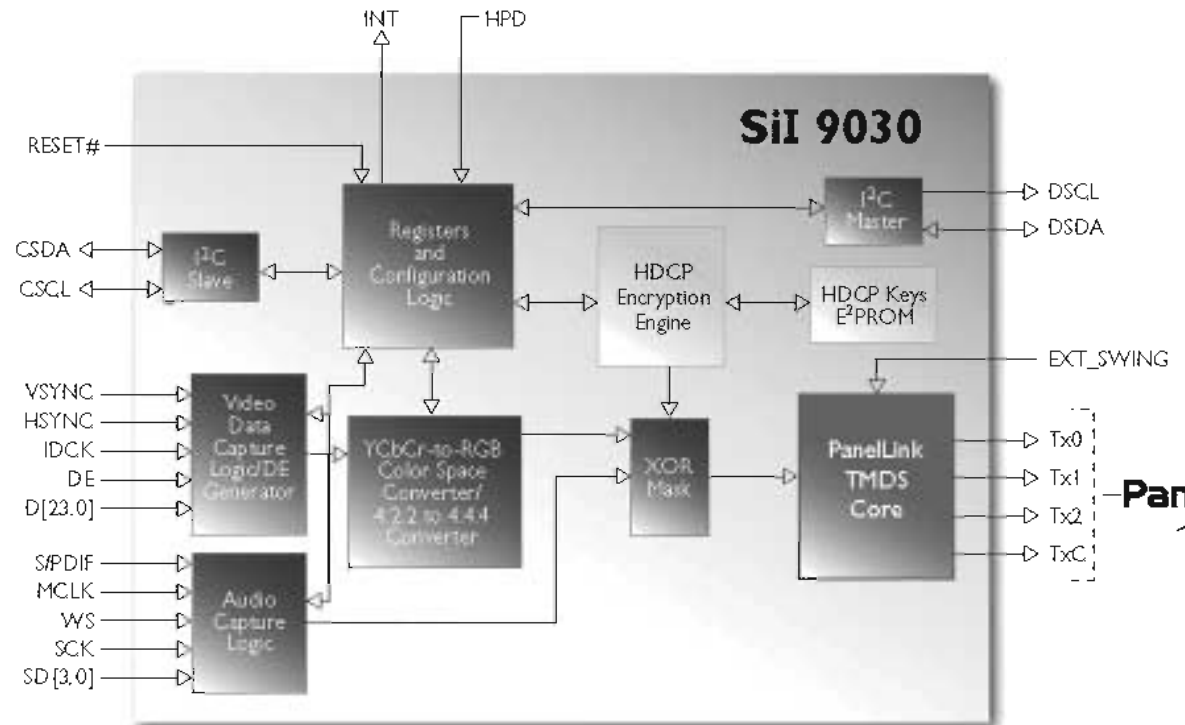 INT
HPD
SiI 9030
RESET#
Registers
and
Configuration
Logic
I²C
Master
DSCL
DSDA
CSDA
CSCL
I²C
Slave
HDCP
Encryption
Engine
HDCP Keys
E²PROM
EXT_SWING
VSYNC
HSYNC
IDCK
DE
D[23,0]
Video
Data
Capture
Logic/DE
Generator
YCbCr-to-RGB
Color Space
Converter/
4.2.2 to 4.4.4
Converter
XOR
Mask
PanelLink
TMDS
Core
Tx0
Tx1
Tx2
TxC
Pan
S/PDIF
MCLK
WS
SCK
SD[3,0]
Audio
Capture
Logic